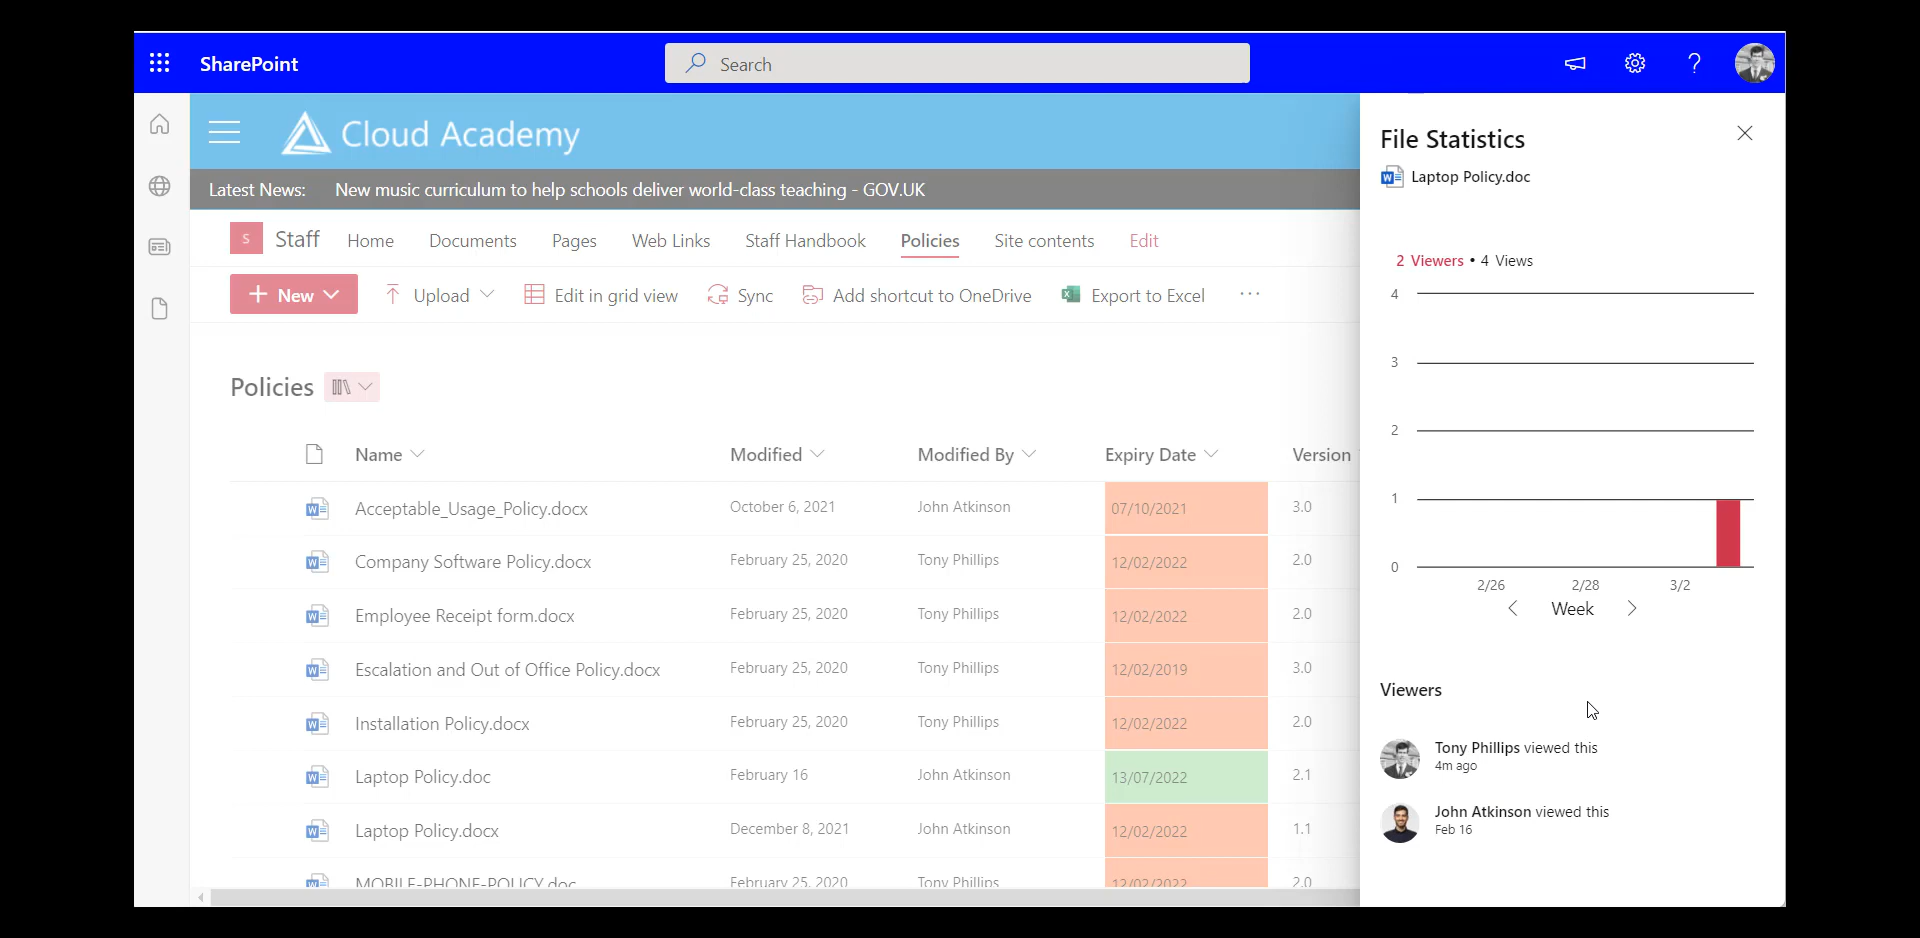 SharePoint
Search
Cloud Academy
Latest News: New music curriculum to help schools deliver world-class teaching - GOV.UK
S Staff Home Documents Pages Web Links Staff Handbook Policies Site contents Edit
New Upload Edit in grid view Sync Add shortcut to OneDrive Export to Excel ...
Policies
Name Modified Modified By Expiry Date Version
Acceptable_Usage_Policy.docx October 6, 2021 John Atkinson 07/10/2021 3.0
Company Software Policy.docx February 25, 2020 Tony Phillips 12/02/2022 2.0
Employee Receipt form.docx February 25, 2020 Tony Phillips 12/02/2022 2.0
Escalation and Out of Office Policy.docx February 25, 2020 Tony Phillips 12/02/2019 3.0
Installation Policy.docx February 25, 2020 Tony Phillips 12/02/2022 2.0
Laptop Policy.doc February 16 John Atkinson 13/07/2022 2.1
Laptop Policy.docx December 8, 2021 John Atkinson 12/02/2022 1.1
MOBILE-PHONE-POLICY.doc February 25, 2020 Tony Phillips 12/02/2022 2.0
File Statistics
Laptop Policy.doc
2 Viewers • 4 Views
4
3
2
1
0
2/26 2/28 3/2
Week
Viewers
Tony Phillips viewed this
4m ago
John Atkinson viewed this
Feb 16